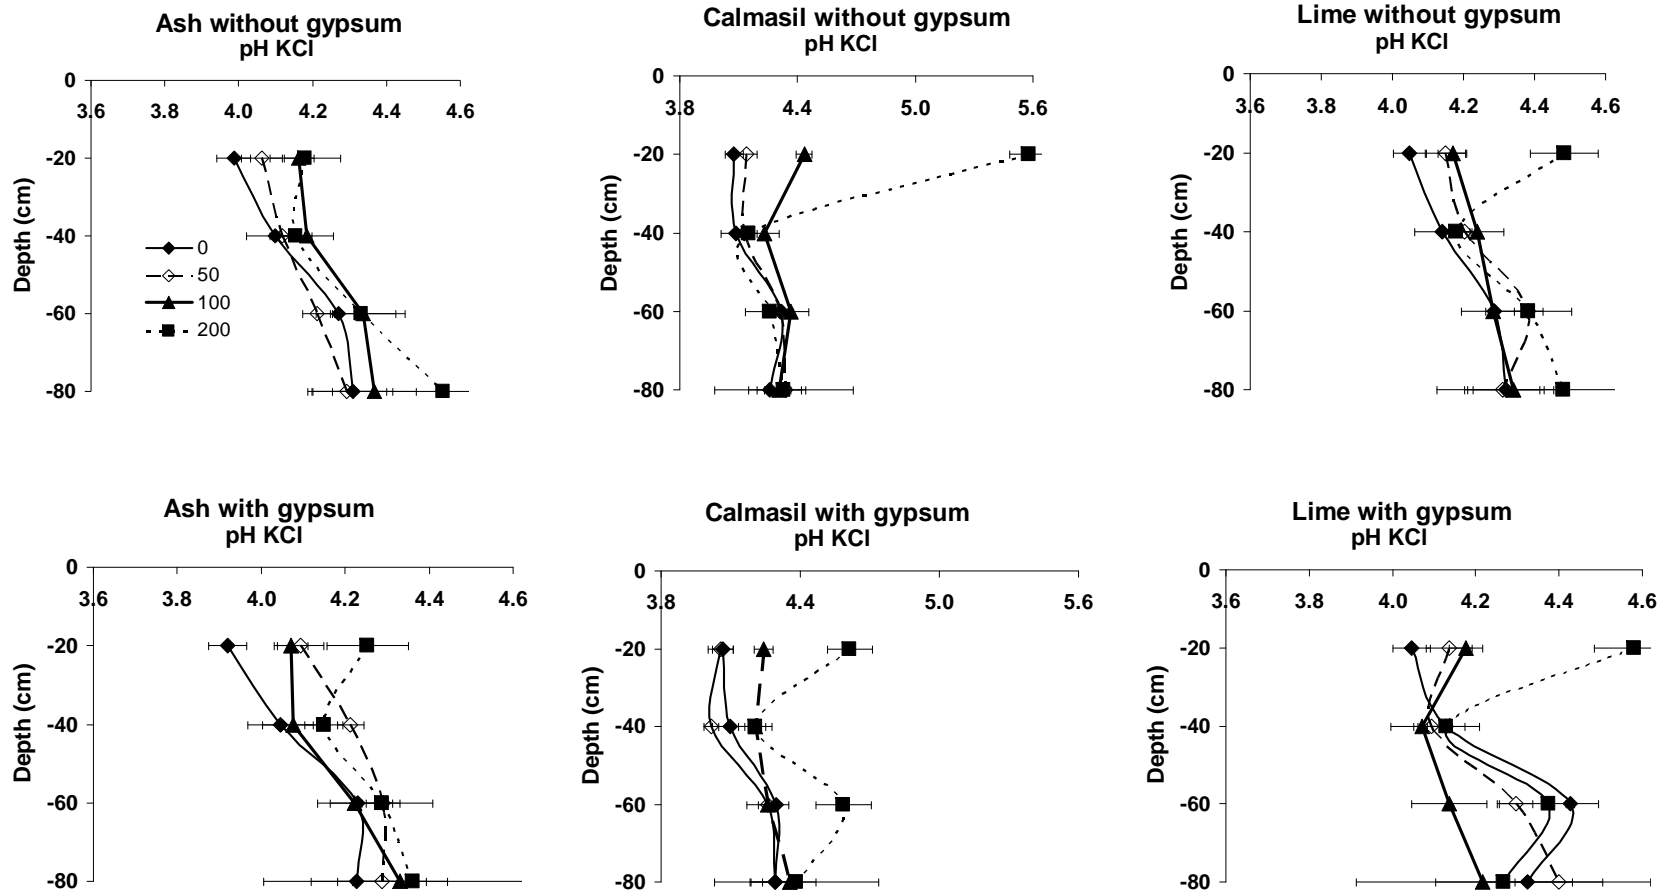 Ash without gypsum
pH KCl
0
3.6 3.8 4.0 4.2 4.4 4.6
-20
-40
-60
-80
Depth (cm)
0
50
100
200
Calmasil without gypsum
pH KCl
0
3.8 4.4 5.0 5.6
-20
-40
-60
-80
Depth (cm)
Lime without gypsum
pH KCl
0
3.6 3.8 4.0 4.2 4.4 4.6
-20
-40
-60
-80
Depth (cm)
Ash with gypsum
pH KCl
0
3.6 3.8 4.0 4.2 4.4 4.6
-20
-40
-60
-80
Depth (cm)
Calmasil with gypsum
pH KCl
0
3.8 4.4 5.0 5.6
-20
-40
-60
-80
Depth (cm)
Lime with gypsum
pH KCl
0
3.6 3.8 4.0 4.2 4.4 4.6
-20
-40
-60
-80
Depth (cm)